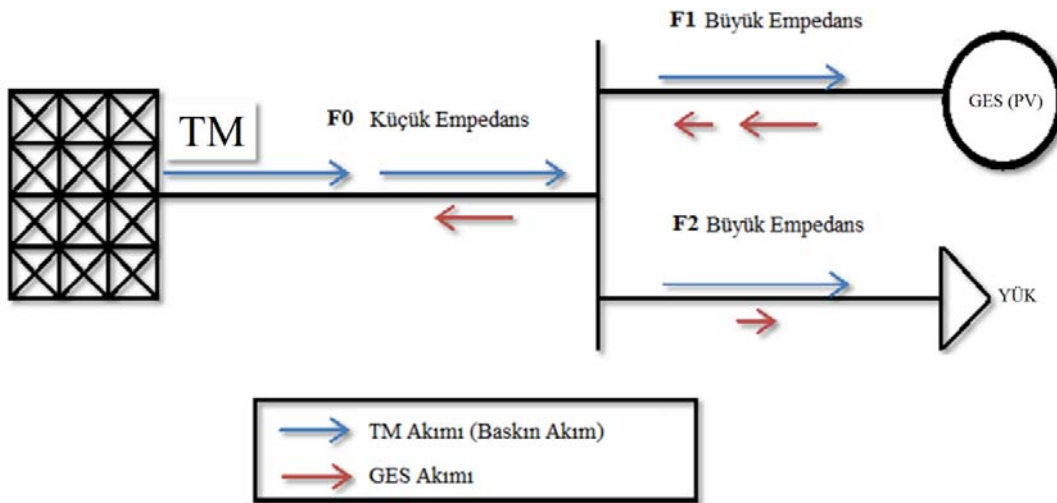 F1 Büyük Empedans
TM
F0 Küçük Empedans
GES (PV)
F2 Büyük Empedans
YÜK
TM Akımı (Baskın Akım)
GES Akımı